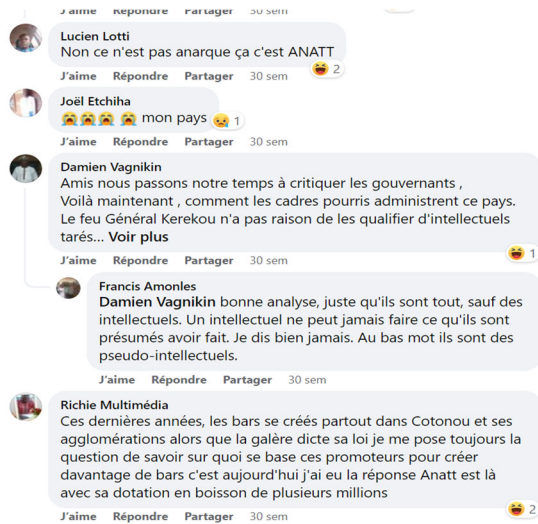 J'aime Répondre Partager 30 sem
Lucien Lotti
Non ce n'est pas anarque ça c'est ANATT
J'aime Répondre Partager 30 sem
2
Joël Etchiha
mon pays
1
J'aime Répondre Partager 30 sem
Damien Vagnikin
Amis nous passons notre temps à critiquer les gouvernants ,
Voilà maintenant , comment les cadres pourris administrent ce pays.
Le feu Général Kerekou n'a pas raison de les qualifier d'intellectuels
tarés... Voir plus
J'aime Répondre Partager 30 sem
1
Francis Amonles
Damien Vagnikin bonne analyse, juste qu'ils sont tout, sauf des
intellectuels. Un intellectuel ne peut jamais faire ce qu'ils sont
présumés avoir fait. Je dis bien jamais. Au bas mot ils sont des
pseudo-intellectuels.
J'aime Répondre Partager 30 sem
Richie Multimédia
Ces dernières années, les bars se créés partout dans Cotonou et ses
agglomérations alors que la galère dicte sa loi je me pose toujours la
question de savoir sur quoi se base ces promoteurs pour créer
davantage de bars c'est aujourd'hui j'ai eu la réponse Anatt est là
avec sa dotation en boisson de plusieurs millions
2
J'aime Répondre Partager 30 sem